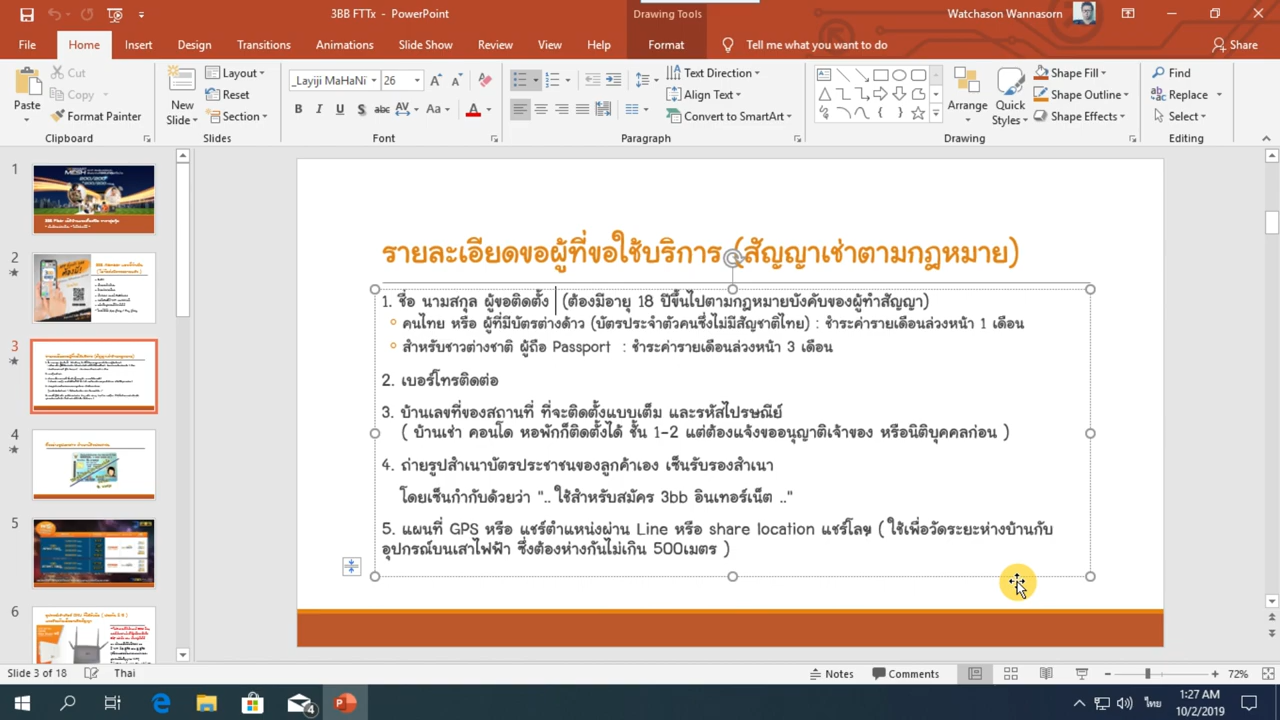 3BB FTTx - PowerPoint
Drawing Tools
Watchason Wannasorn
File
Home
Insert
Design
Transitions
Animations
Slide Show
Review
View
Help
Format
Tell me what you want to do
Share
Paste
Cut
Copy
Format Painter
Clipboard
New Slide
Layout
Reset
Section
Slides
_Layiji MaHaNi
26
Font
Text Direction
Align Text
Convert to SmartArt
Paragraph
Arrange
Quick Styles
Shape Fill
Shape Outline
Shape Effects
Drawing
Find
Replace
Select
Editing
1
2
3
4
5
6
รายละเอียดขอผู้ที่ขอใช้บริการ (สัญญาเช่าตามกฎหมาย)
1. ชื่อ นามสกุล ผู้ขอติดตั้ง (ต้องมีอายุ 18 ปีขึ้นไปตามกฎหมายบังคับของผู้ทำสัญญา)
คนไทย หรือ ผู้ที่มีบัตรต่างด้าว (บัตรประจำตัวคนซึ่งไม่มีสัญชาติไทย) : ชำระค่ารายเดือนล่วงหน้า 1 เดือน
สำหรับชาวต่างชาติ ผู้ถือ Passport : ชำระค่ารายเดือนล่วงหน้า 3 เดือน
2. เบอร์โทรติดต่อ
3. บ้านเลขที่ของสถานที่ ที่จะติดตั้งแบบเต็ม และรหัสไปรษณีย์
( บ้านเช่า คอนโด หอพักก็ติดตั้งได้ ชั้น 1-2 แต่ต้องแจ้งขออนุญาติเจ้าของ หรือนิติบุคคลก่อน )
4. ถ่ายรูปสำเนาบัตรประชาชนของลูกค้าเอง เซ็นรับรองสำเนา
โดยเซ็นกำกับด้วยว่า ".. ใช้สำหรับสมัคร 3bb อินเทอร์เน็ต .."
5. แผนที่ GPS หรือ แชร์ตำแหน่งผ่าน Line หรือ share location แชร์โลฯ ( ใช้เพื่อวัดระยะห่างบ้านกับ
อุปกรณ์บนเสาไฟฟ้า ซึ่งต้องห่างกันไม่เกิน 500เมตร )
Slide 3 of 18
Thai
Notes
Comments
72%
4
ไทย
1:27 AM
10/2/2019